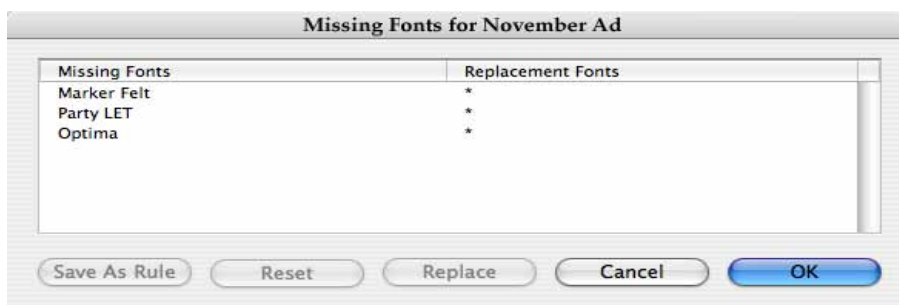 Missing Fonts for November Ad
Missing Fonts Replacement Fonts
Marker Felt *
Party LET *
Optima *
Save As Rule Reset Replace Cancel OK